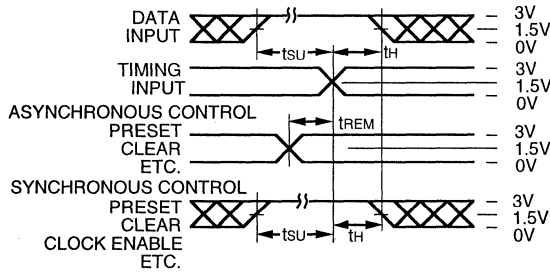 DATA INPUT
3V
1.5V
0V
tSU
tH
TIMING INPUT
3V
1.5V
0V
ASYNCHRONOUS CONTROL
PRESET
CLEAR
ETC.
tREM
3V
1.5V
0V
SYNCHRONOUS CONTROL
PRESET
CLEAR
CLOCK ENABLE
ETC.
tSU
tH
3V
1.5V
0V